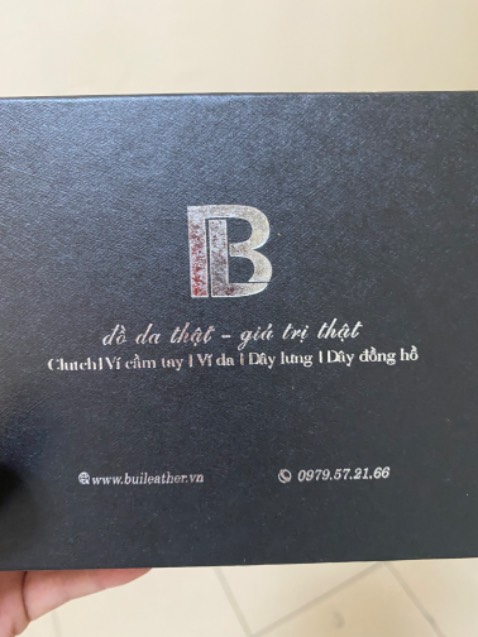 BL
đồ da thật - giá trị thật
Clutch | Ví cầm tay | Ví da | Dây lưng | Dây đồng hồ
www.buileather.vn
0979.57.21.66